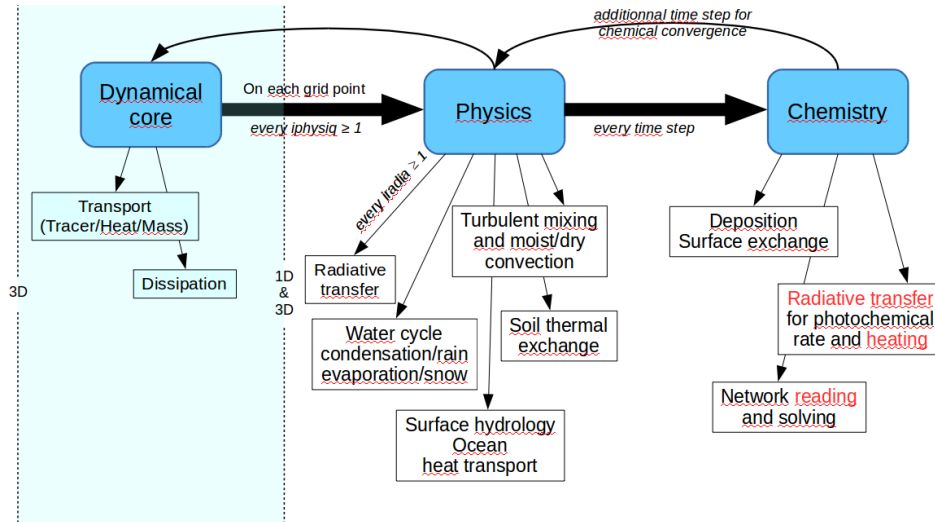 additionnal time step for
chemical convergence
Dynamical
core
On each grid point
every iphysiq ≥ 1
Physics
every time step
Chemistry
every iradia ≥ 1
Transport
(Tracer/Heat/Mass)
Dissipation
3D
1D
&
3D
Radiative
transfer
Turbulent mixing
and moist/dry
convection
Water cycle
condensation/rain
evaporation/snow
Soil thermal
exchange
Surface hydrology
Ocean
heat transport
Deposition
Surface exchange
Radiative transfer
for photochemical
rate and heating
Network reading
and solving